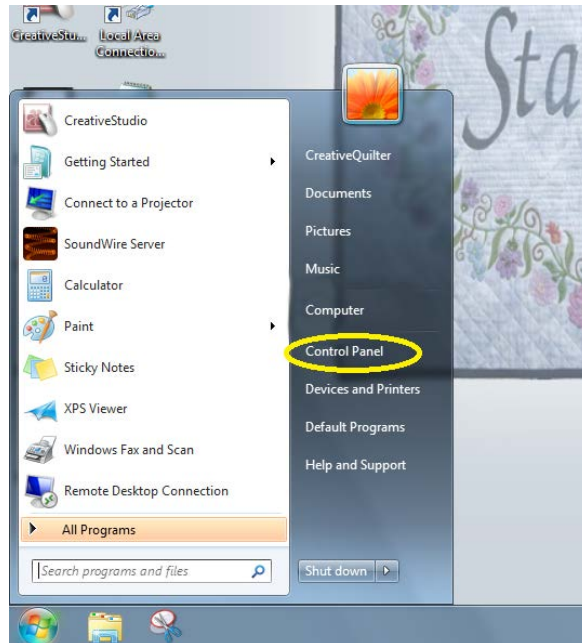 CreativeStu...
Local Area
Connectio...
Sta
CreativeStudio
Getting Started
Connect to a Projector
SoundWire Server
Calculator
Paint
Sticky Notes
XPS Viewer
Windows Fax and Scan
Remote Desktop Connection
All Programs
Search programs and files
CreativeQuilter
Documents
Pictures
Music
Computer
Control Panel
Devices and Printers
Default Programs
Help and Support
Shut down